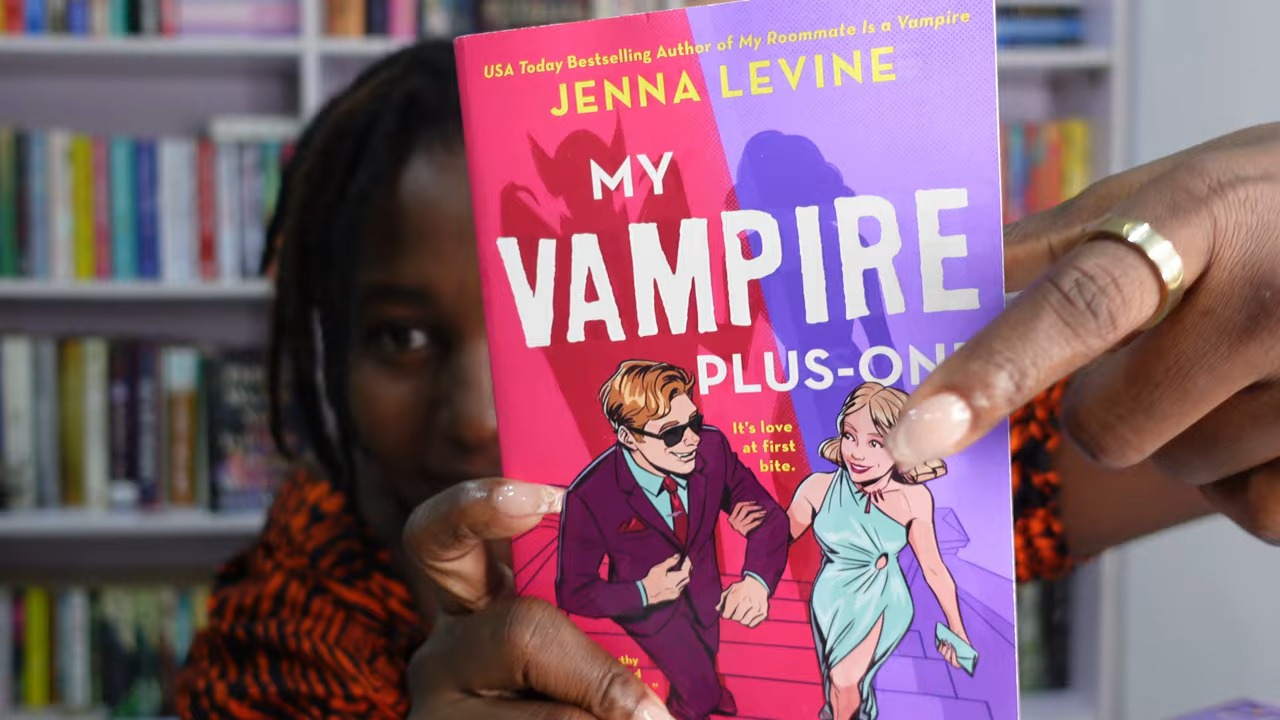 USA Today Bestselling Author of My Roommate Is a Vampire
JENNA LEVINE
MY
VAMPIRE
PLUS-ON
It's love
at first
bite.